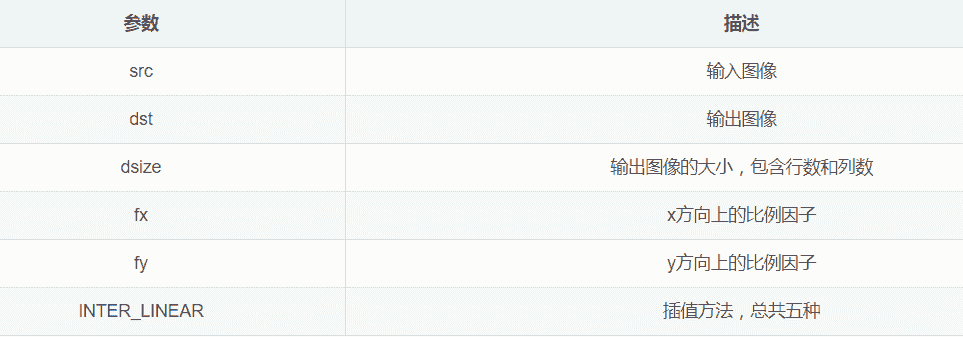 参数 描述
src 输入图像
dst 输出图像
dsize 输出图像的大小，包含行数和列数
fx x方向上的比例因子
fy y方向上的比例因子
INTER_LINEAR 插值方法，总共五种